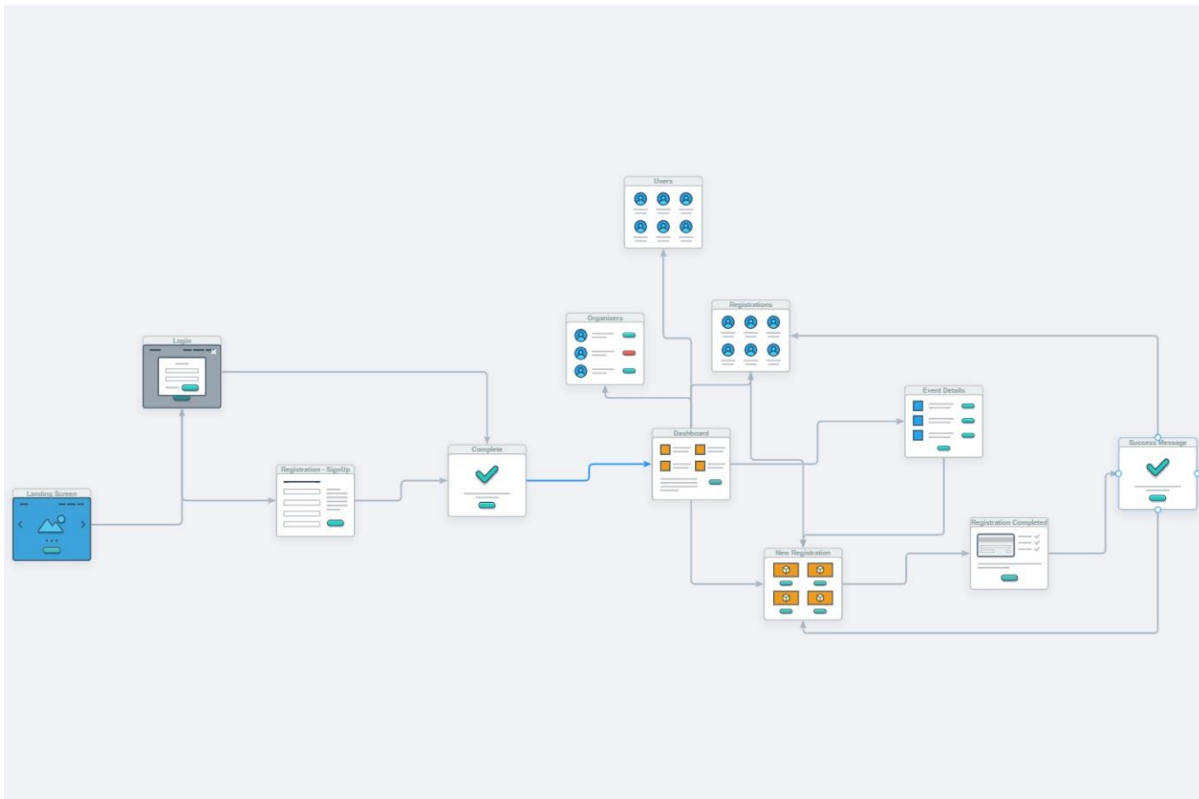 Users
Registrations
Organizers
Login
Event Details
Dashboard
Success Message
Complete
Registration - SignUp
Landing Screen
Registration Completed
New Registration